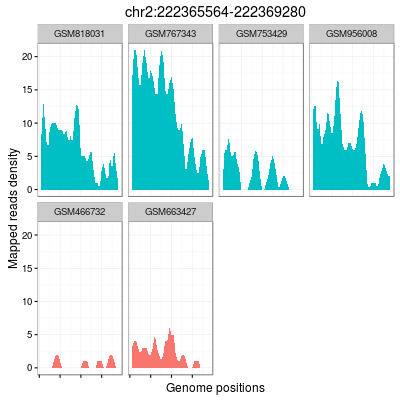 chr2:222365564-222369280
GSM818031 GSM767343 GSM753429 GSM956008
20
15
10
5
0
GSM466732 GSM663427
20
15
10
5
0
Mapped reads density
Genome positions